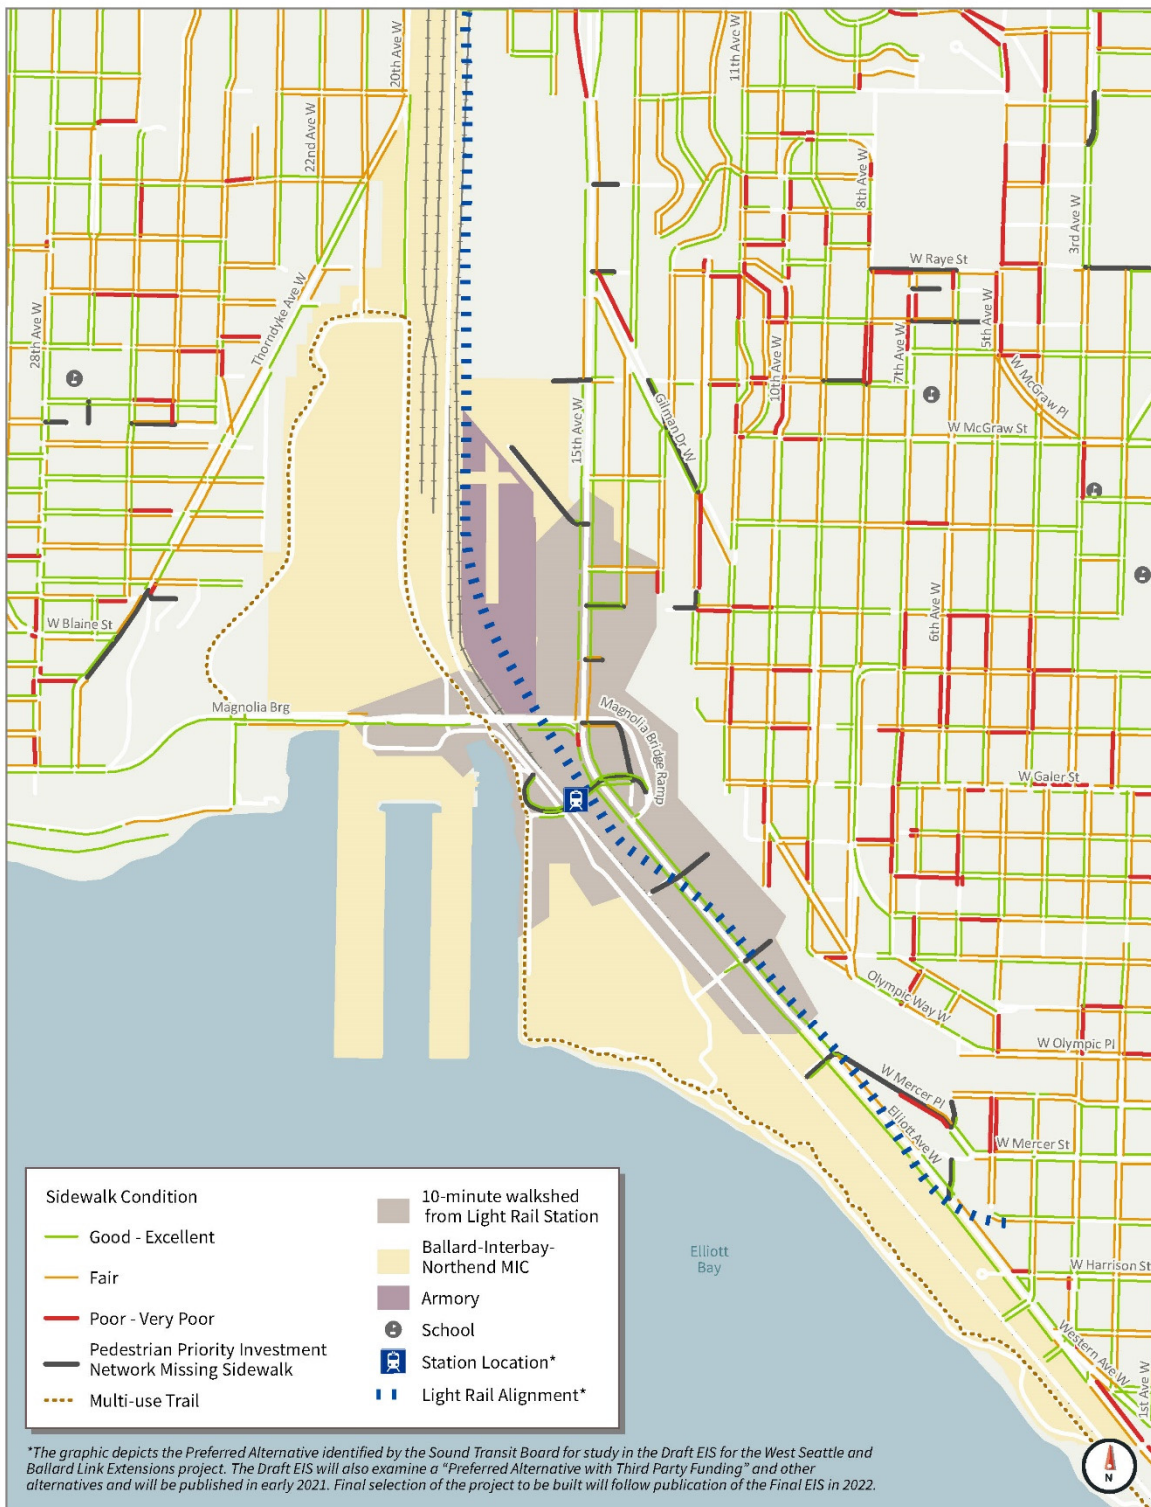 20th Ave W
11th Ave W
22nd Ave W
8th Ave W
3rd Ave W
W Raye St
Thorndyke Ave W
28th Ave W
5th Ave W
7th Ave W
10th Ave W
W McGraw Pl
15th Ave W
Gilman Dr W
W McGraw St
6th Ave W
W Blaine St
Magnolia Brg
Magnolia Bridge Ramp
W Galer St
Olympic Way W
W Olympic Pl
W Mercer Pl
Elliott Ave W
W Mercer St
Elliott
Bay
W Harrison St
Western Ave W
1st Ave W
N
Sidewalk Condition
Good - Excellent
Fair
Poor - Very Poor
Pedestrian Priority Investment
Network Missing Sidewalk
Multi-use Trail
10-minute walkshed
from Light Rail Station
Ballard-Interbay-
Northend MIC
Armory
School
Station Location*
Light Rail Alignment*
*The graphic depicts the Preferred Alternative identified by the Sound Transit Board for study in the Draft EIS for the West Seattle and
Ballard Link Extensions project. The Draft EIS will also examine a “Preferred Alternative with Third Party Funding” and other
alternatives and will be published in early 2021. Final selection of the project to be built will follow publication of the Final EIS in 2022.